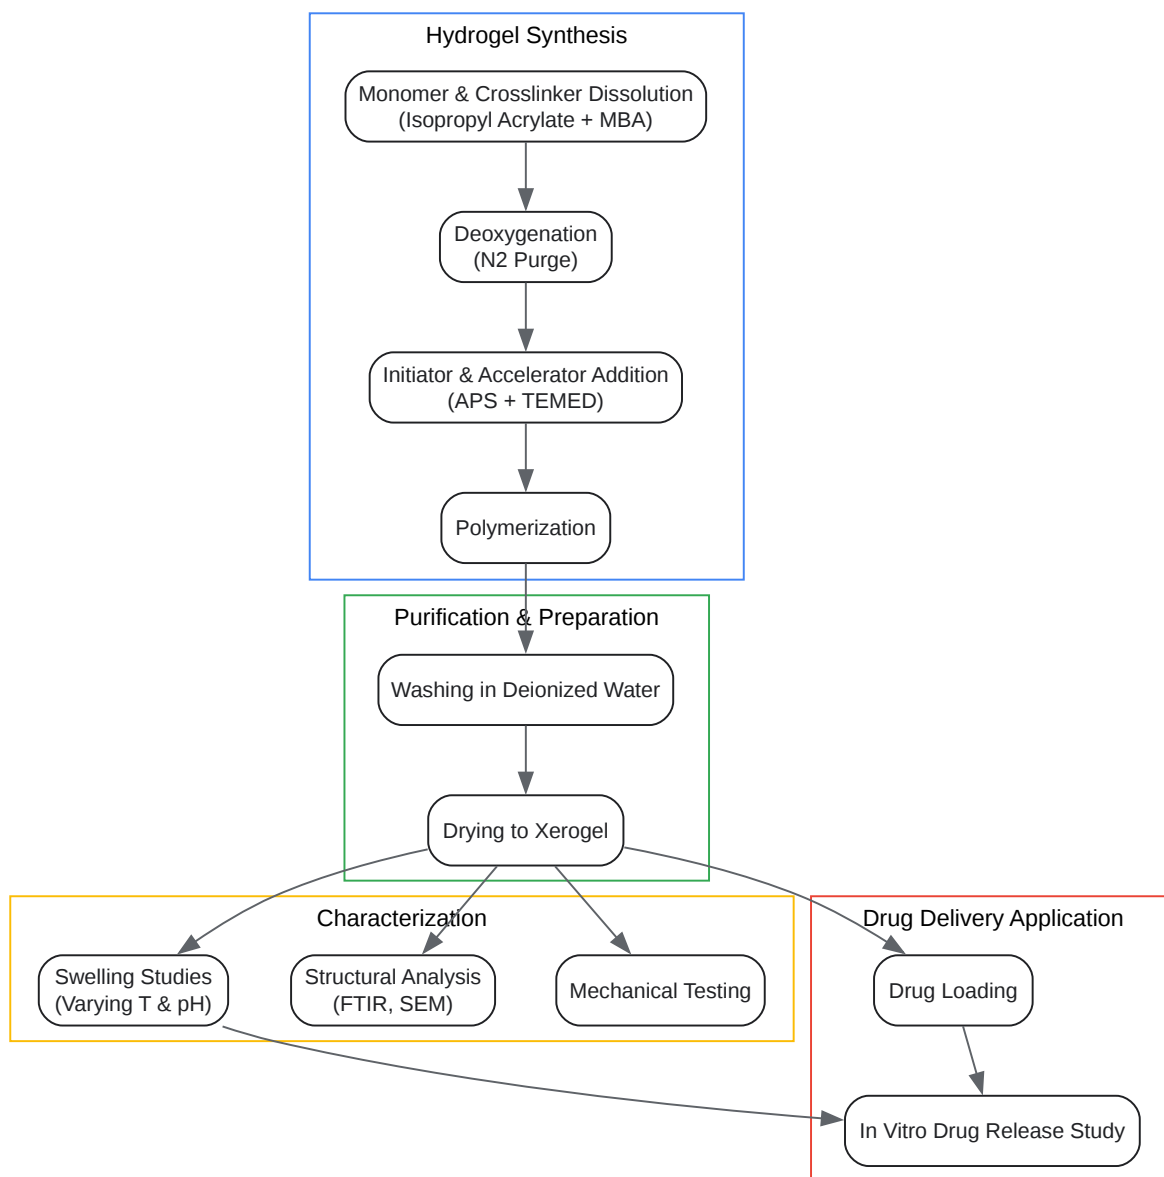 Hydrogel Synthesis
Monomer & Crosslinker Dissolution
(Isopropyl Acrylate + MBA)
Deoxygenation
(N2 Purge)
Initiator & Accelerator Addition
(APS + TEMED)
Polymerization
Purification & Preparation
Washing in Deionized Water
Drying to Xerogel
Characterization
Swelling Studies
(Varying T & pH)
Structural Analysis
(FTIR, SEM)
Mechanical Testing
Drug Delivery Application
Drug Loading
In Vitro Drug Release Study